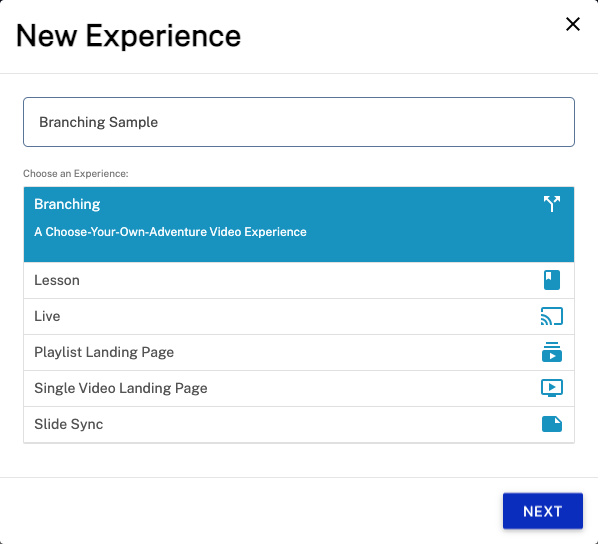 New Experience
Branching Sample
Choose an Experience:
Branching
A Choose-Your-Own-Adventure Video Experience
Lesson
Live
Playlist Landing Page
Single Video Landing Page
Slide Sync
NEXT